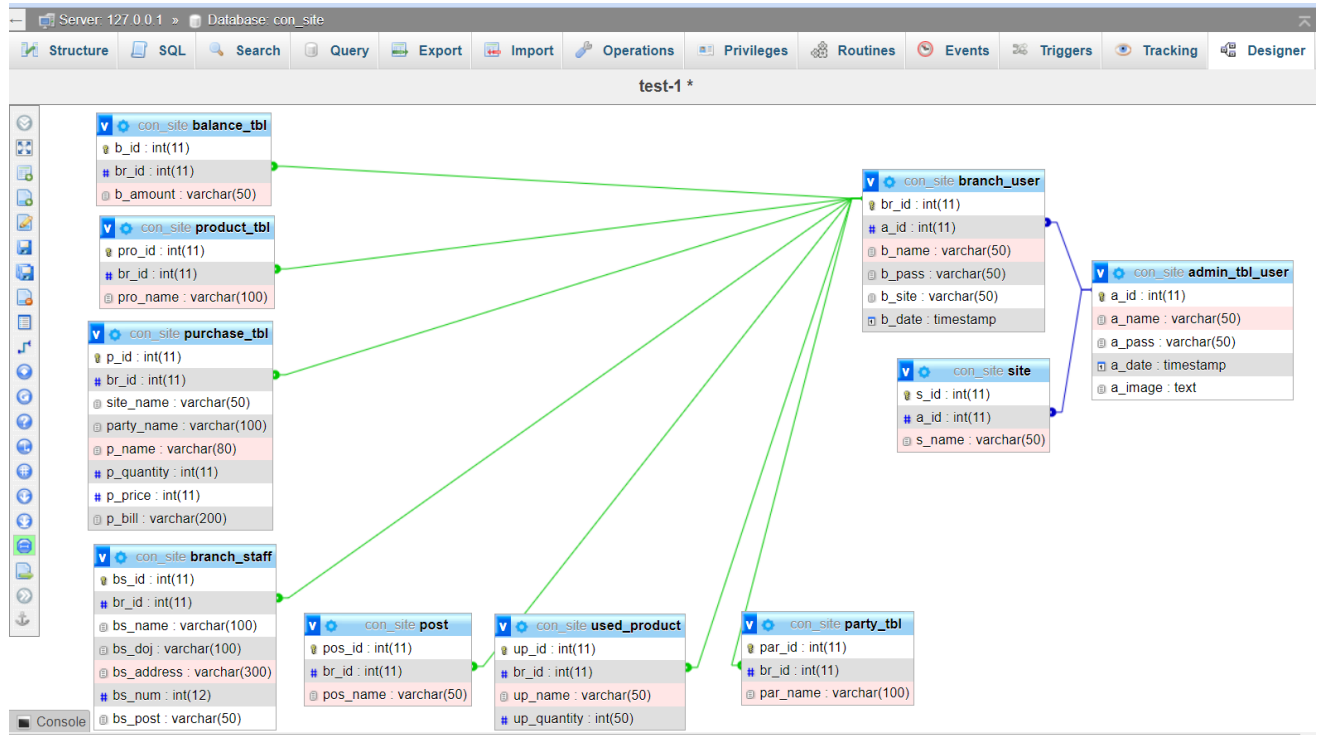 Server: 127.0.0.1 » Database: con_site
Structure SQL Search Query Export Import Operations Privileges Routines Events Triggers Tracking Designer
test-1 *
v con_site balance_tbl
b_id : int(11)
# br_id : int(11)
b_amount : varchar(50)
v con_site product_tbl
pro_id : int(11)
# br_id : int(11)
pro_name : varchar(100)
v con_site purchase_tbl
p_id : int(11)
# br_id : int(11)
site_name : varchar(50)
party_name : varchar(100)
p_name : varchar(80)
# p_quantity : int(11)
# p_price : int(11)
p_bill : varchar(200)
v con_site branch_staff
bs_id : int(11)
# br_id : int(11)
bs_name : varchar(100)
bs_doj : varchar(100)
bs_address : varchar(300)
# bs_num : int(12)
bs_post : varchar(50)
v con_site post
pos_id : int(11)
# br_id : int(11)
pos_name : varchar(50)
v con_site used_product
up_id : int(11)
# br_id : int(11)
up_name : varchar(50)
# up_quantity : int(50)
v con_site party_tbl
par_id : int(11)
# br_id : int(11)
par_name : varchar(100)
v con_site branch_user
br_id : int(11)
# a_id : int(11)
b_name : varchar(50)
b_pass : varchar(50)
b_site : varchar(50)
b_date : timestamp
v con_site site
s_id : int(11)
# a_id : int(11)
s_name : varchar(50)
v con_site admin_tbl_user
a_id : int(11)
a_name : varchar(50)
a_pass : varchar(50)
a_date : timestamp
a_image : text
Console